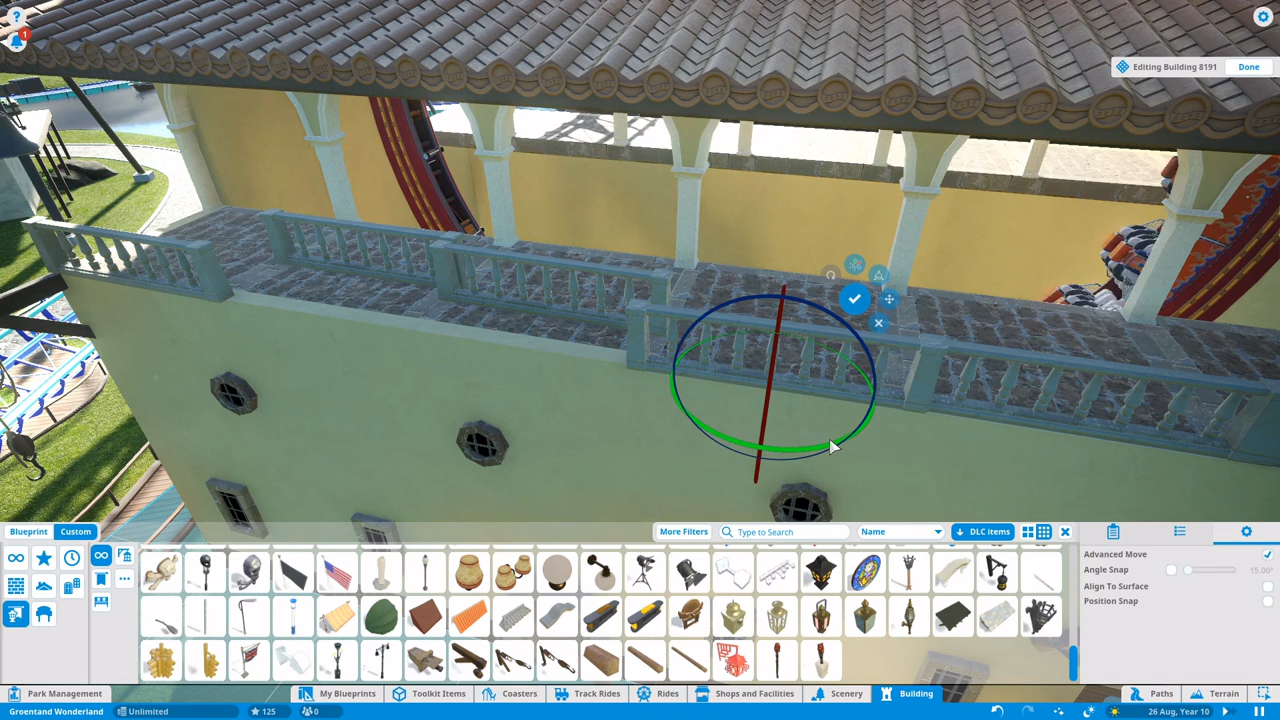 ?
1
Editing Building 8191
Done
Blueprint
Custom
More Filters
Type to Search
Name
DLC items
Advanced Move
Angle Snap
15.00°
Align To Surface
Position Snap
Park Management
My Blueprints
Toolkit Items
Coasters
Track Rides
Rides
Shops and Facilities
Scenery
Building
Paths
Terrain
Groentand Wonderland
Unlimited
125
0
26 Aug, Year 10